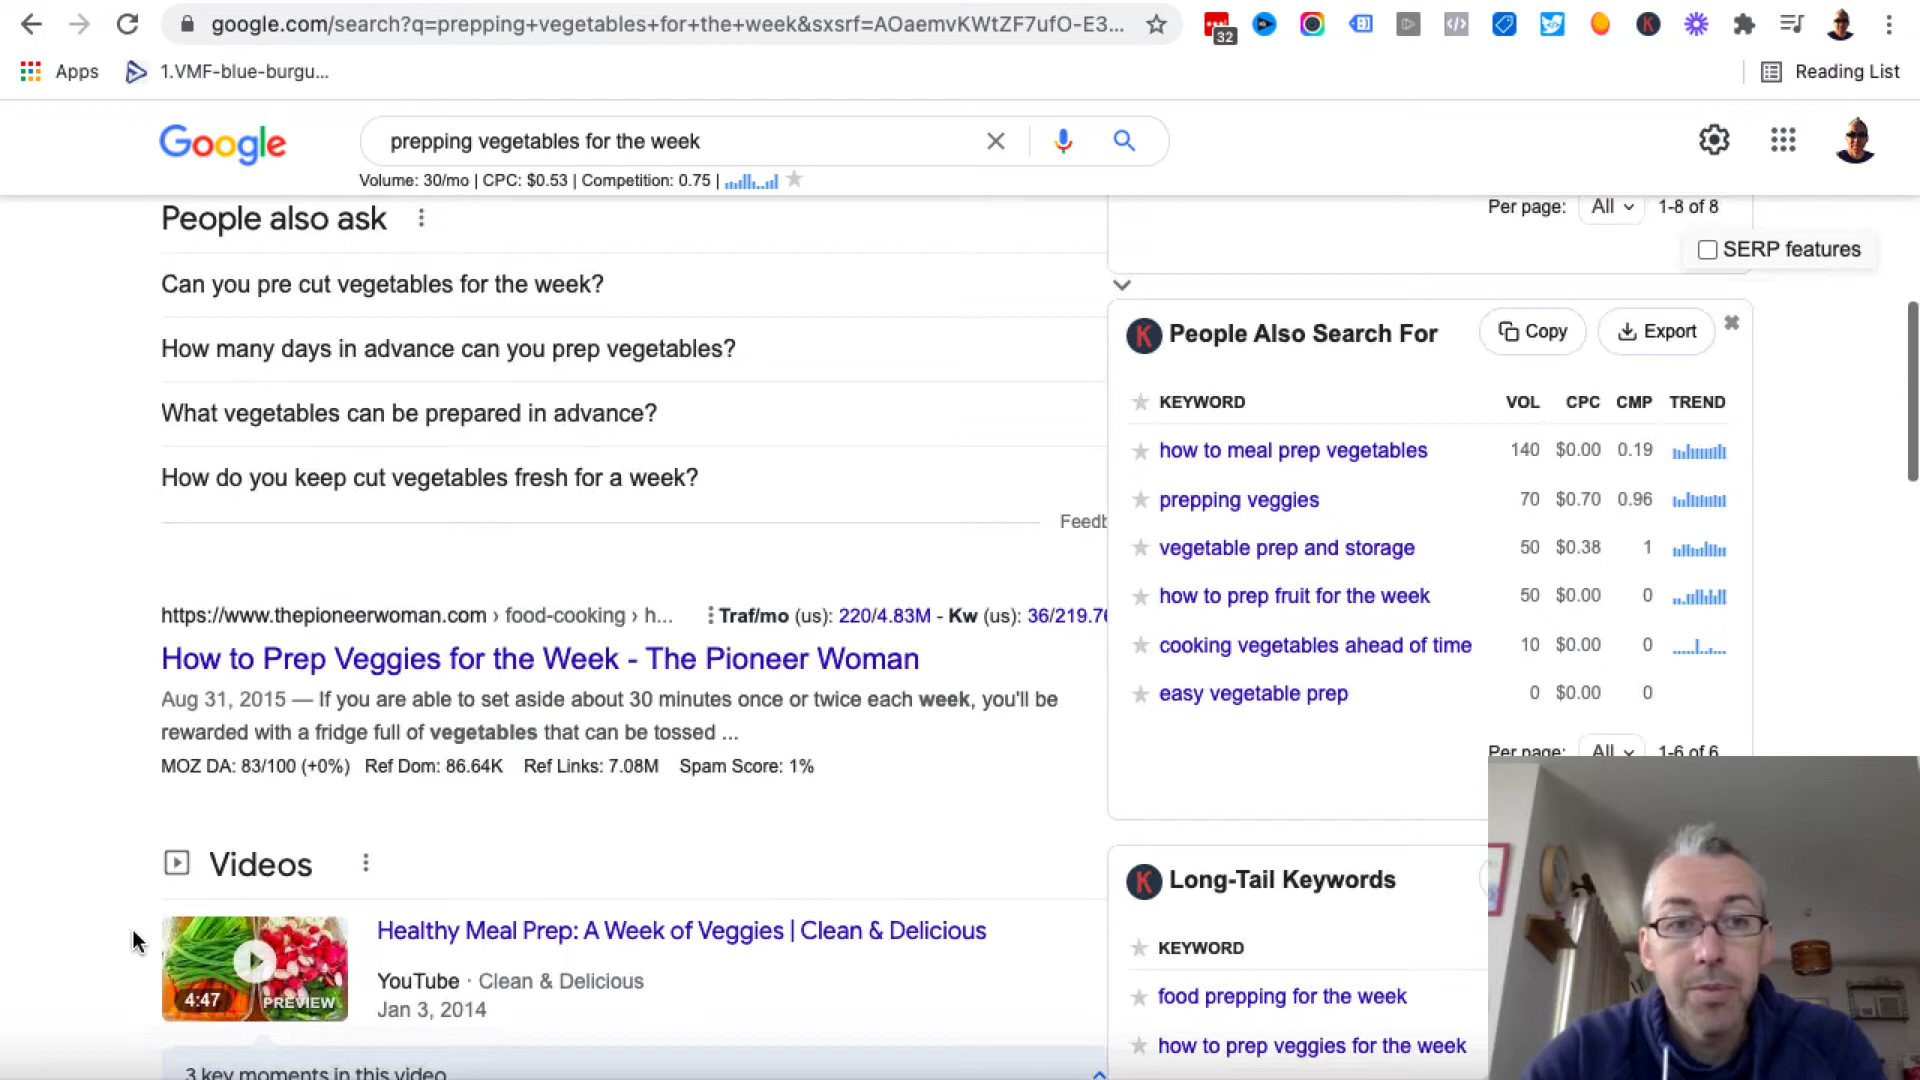 google.com/search?q=prepping+vegetables+for+the+week&sxsrf=AOaemvKWtZF7ufO-E3...
32
Apps
1.VMF-blue-burgu...
Reading List
Google
prepping vegetables for the week
Volume: 30/mo | CPC: $0.53 | Competition: 0.75 |
People also ask
Can you pre cut vegetables for the week?
How many days in advance can you prep vegetables?
What vegetables can be prepared in advance?
How do you keep cut vegetables fresh for a week?
Feedb
https://www.thepioneerwoman.com › food-cooking › h...
Traf/mo (us): 220/4.83M - Kw (us): 36/219.76
How to Prep Veggies for the Week - The Pioneer Woman
Aug 31, 2015 — If you are able to set aside about 30 minutes once or twice each week, you'll be
rewarded with a fridge full of vegetables that can be tossed ...
MOZ DA: 83/100 (+0%) Ref Dom: 86.64K Ref Links: 7.08M Spam Score: 1%
Videos
4:47
PREVIEW
Healthy Meal Prep: A Week of Veggies | Clean & Delicious
YouTube · Clean & Delicious
Jan 3, 2014
3 key moments in this video
Per page: All 1-8 of 8
SERP features
K People Also Search For
Copy
Export
KEYWORD VOL CPC CMP TREND
how to meal prep vegetables 140 $0.00 0.19
prepping veggies 70 $0.70 0.96
vegetable prep and storage 50 $0.38 1
how to prep fruit for the week 50 $0.00 0
cooking vegetables ahead of time 10 $0.00 0
easy vegetable prep 0 $0.00 0
Per page: All 1-6 of 6
K Long-Tail Keywords
KEYWORD
food prepping for the week
how to prep veggies for the week